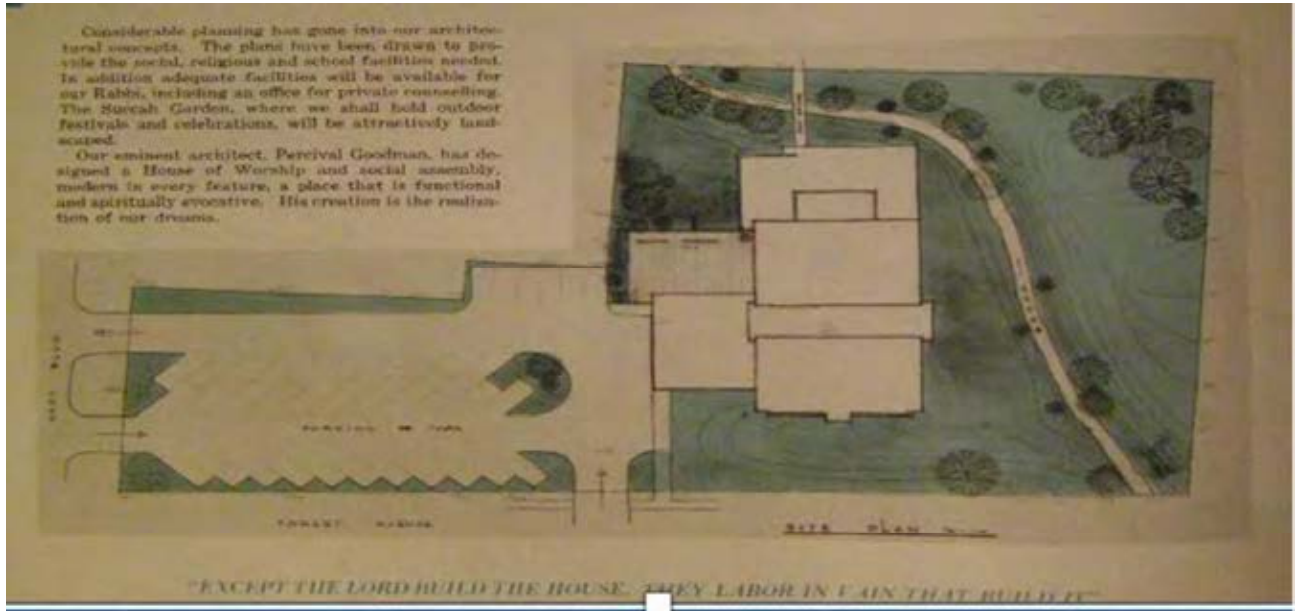 Considerable planning has gone into our architec-
tural concepts. The plans have been drawn to pro-
vide the social, religious and school facilities needed.
In addition adequate facilities will be available for
our Rabbi, including an office for private counselling.
The Succah Garden, where we shall hold outdoor
festivals and celebrations, will be attractively land-
scaped.
Our eminent architect, Percival Goodman, has de-
signed a House of Worship and social assembly,
modern in every feature, a place that is functional
and spiritually evocative. His creation is the realiza-
tion of our dreams.
PARKING
FOREST AVENUE
SITE PLAN
"EXCEPT THE LORD BUILD THE HOUSE, THEY LABOR IN VAIN THAT BUILD IT"